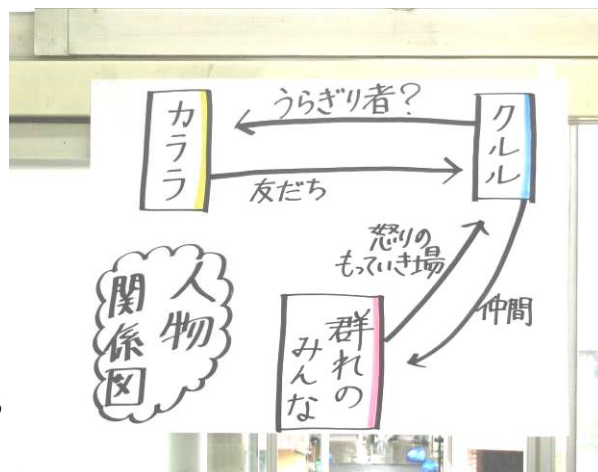 人物
関係図
カララ
うらぎり者?
クルル
友だち
怒りの
もっていき場
仲間
群れの
みんな